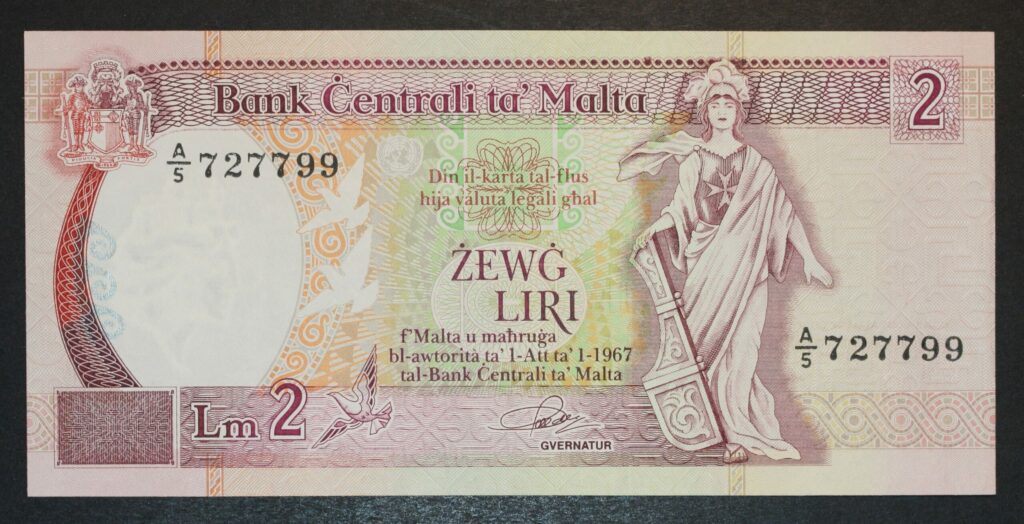 Bank Ċentrali ta' Malta
2
A/5 727799
Din il-karta tal-flus
hija valuta legali għal
ŻEWĠ
LIRI
f'Malta u maħruġa
bl-awtorità ta' l-Att ta' l-1967
tal-Bank Ċentrali ta' Malta
A/5 727799
Lm 2
GVERNATUR